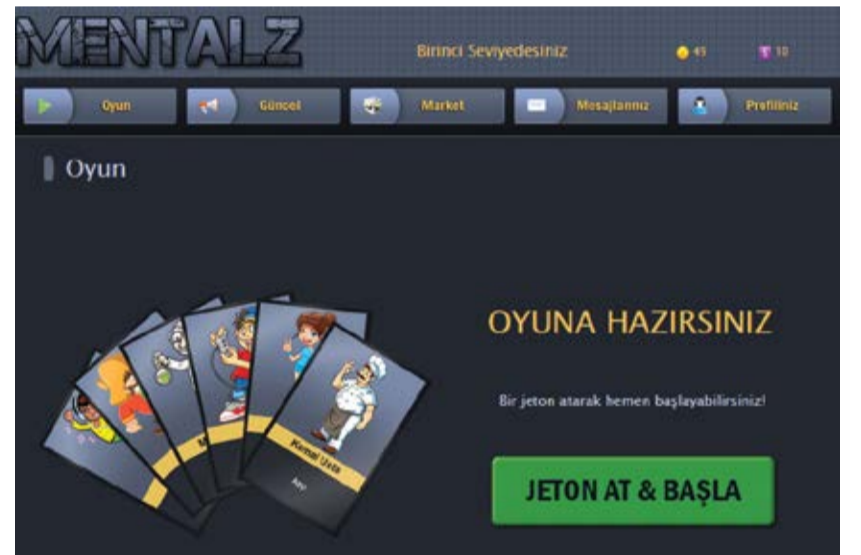 MENTALZ
Birinci Seviyedesiniz
45
10
Oyun
Güncel
Market
Mesajlarınız
Profiliniz
Oyun
OYUNA HAZIRSINIZ
Bir jeton atarak hemen başlayabilirsiniz!
Kemal Usta
JETON AT & BAŞLA